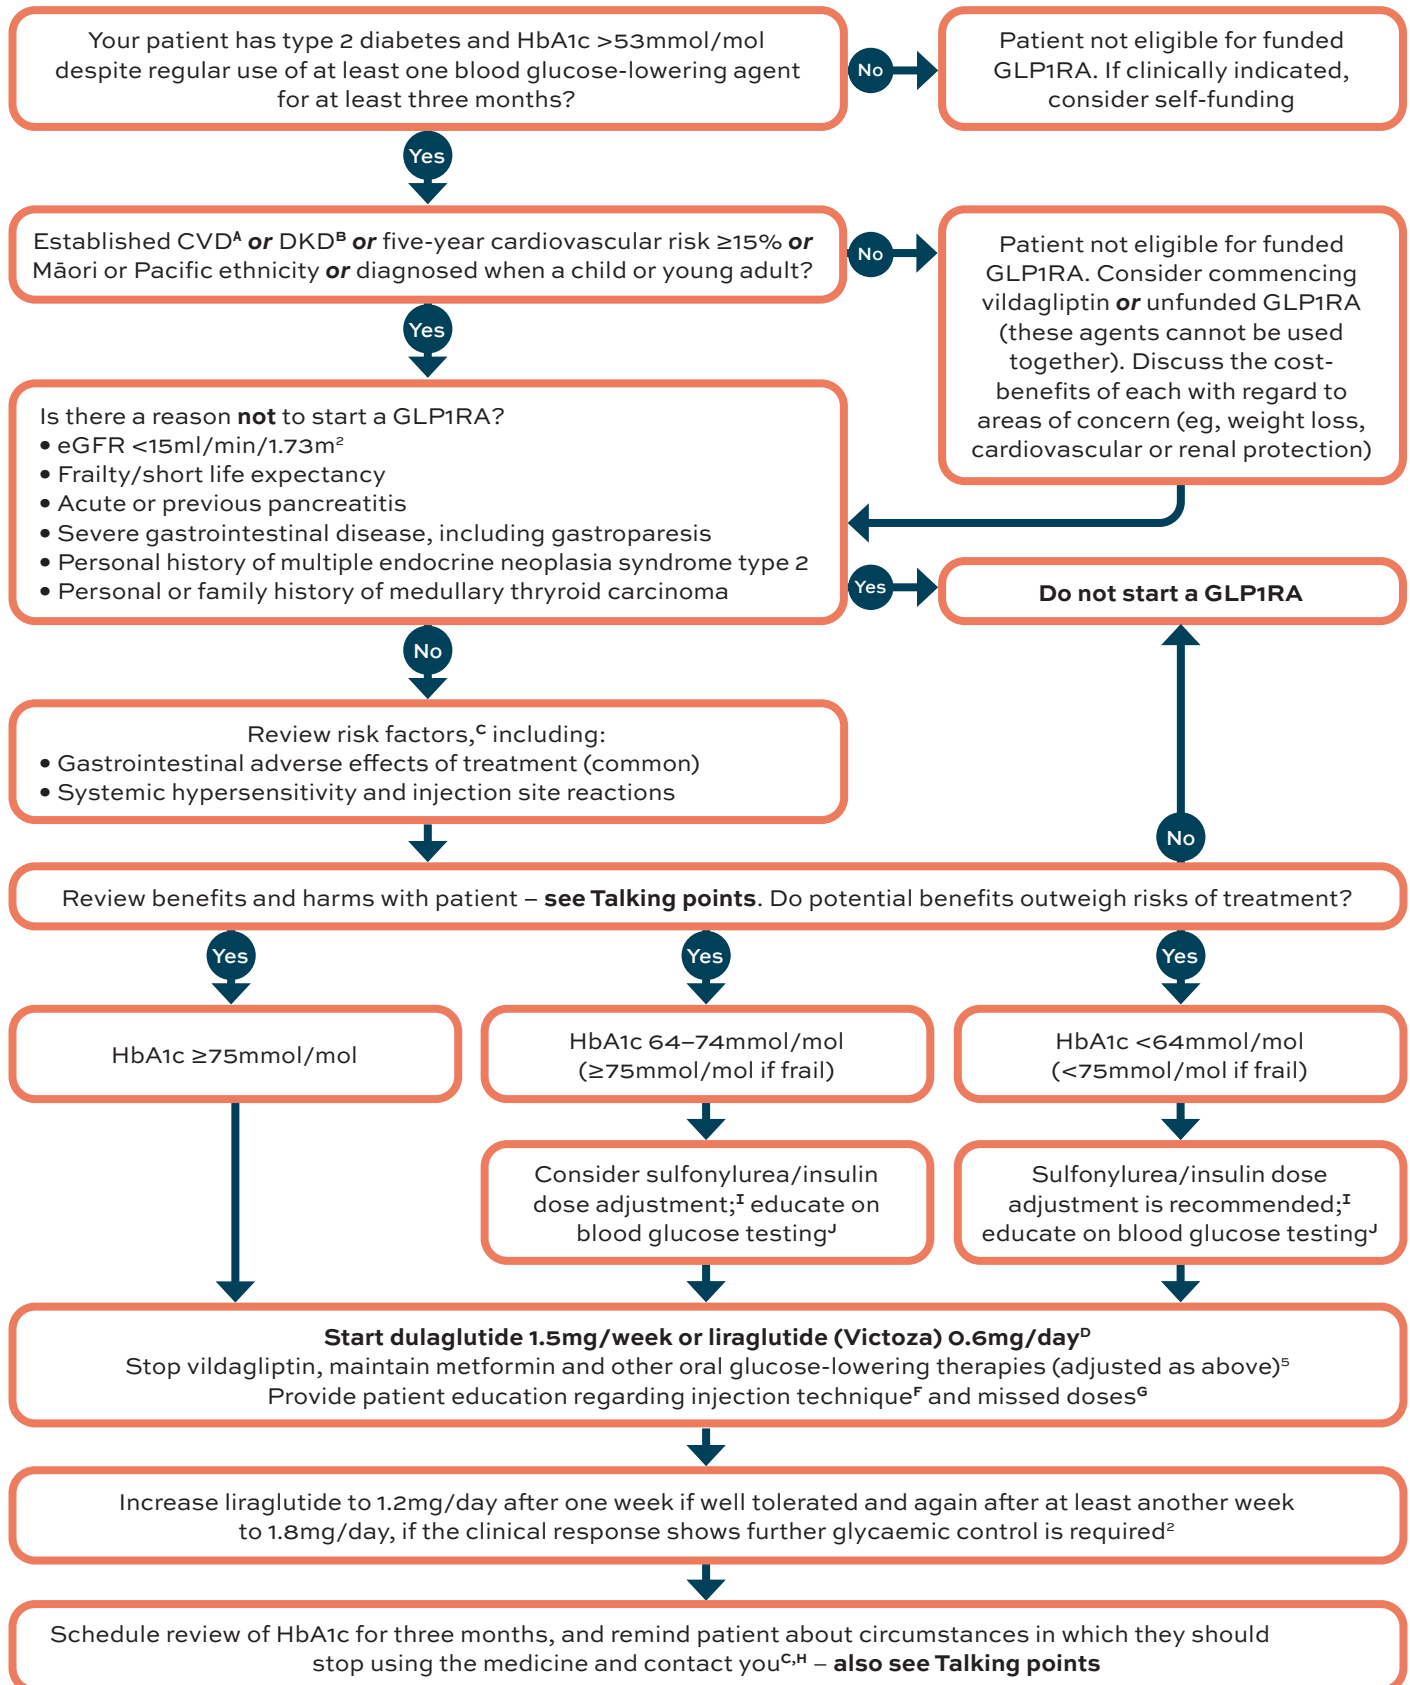 Your patient has type 2 diabetes and HbA1c >53mmol/mol
despite regular use of at least one blood glucose-lowering agent
for at least three months?
No
Patient not eligible for funded
GLP1RA. If clinically indicated,
consider self-funding
Yes
Established CVDᴬ or DKDᴮ or five-year cardiovascular risk ≥15% or
Māori or Pacific ethnicity or diagnosed when a child or young adult?
No
Patient not eligible for funded
GLP1RA. Consider commencing
vildagliptin or unfunded GLP1RA
(these agents cannot be used
together). Discuss the cost-
benefits of each with regard to
areas of concern (eg, weight loss,
cardiovascular or renal protection)
Yes
Is there a reason not to start a GLP1RA?
• eGFR <15ml/min/1.73m²
• Frailty/short life expectancy
• Acute or previous pancreatitis
• Severe gastrointestinal disease, including gastroparesis
• Personal history of multiple endocrine neoplasia syndrome type 2
• Personal or family history of medullary thryroid carcinoma
Yes
Do not start a GLP1RA
No
Review risk factors,ᶜ including:
• Gastrointestinal adverse effects of treatment (common)
• Systemic hypersensitivity and injection site reactions
No
Review benefits and harms with patient – see Talking points. Do potential benefits outweigh risks of treatment?
Yes
Yes
Yes
HbA1c ≥75mmol/mol
HbA1c 64–74mmol/mol
(≥75mmol/mol if frail)
HbA1c <64mmol/mol
(<75mmol/mol if frail)
Consider sulfonylurea/insulin
dose adjustment;ᴵ educate on
blood glucose testingᴶ
Sulfonylurea/insulin dose
adjustment is recommended;ᴵ
educate on blood glucose testingᴶ
Start dulaglutide 1.5mg/week or liraglutide (Victoza) 0.6mg/dayᴰ
Stop vildagliptin, maintain metformin and other oral glucose-lowering therapies (adjusted as above)⁵
Provide patient education regarding injection techniqueF and missed dosesᴳ
Increase liraglutide to 1.2mg/day after one week if well tolerated and again after at least another week
to 1.8mg/day, if the clinical response shows further glycaemic control is required²
Schedule review of HbA1c for three months, and remind patient about circumstances in which they should
stop using the medicine and contact youC,H – also see Talking points